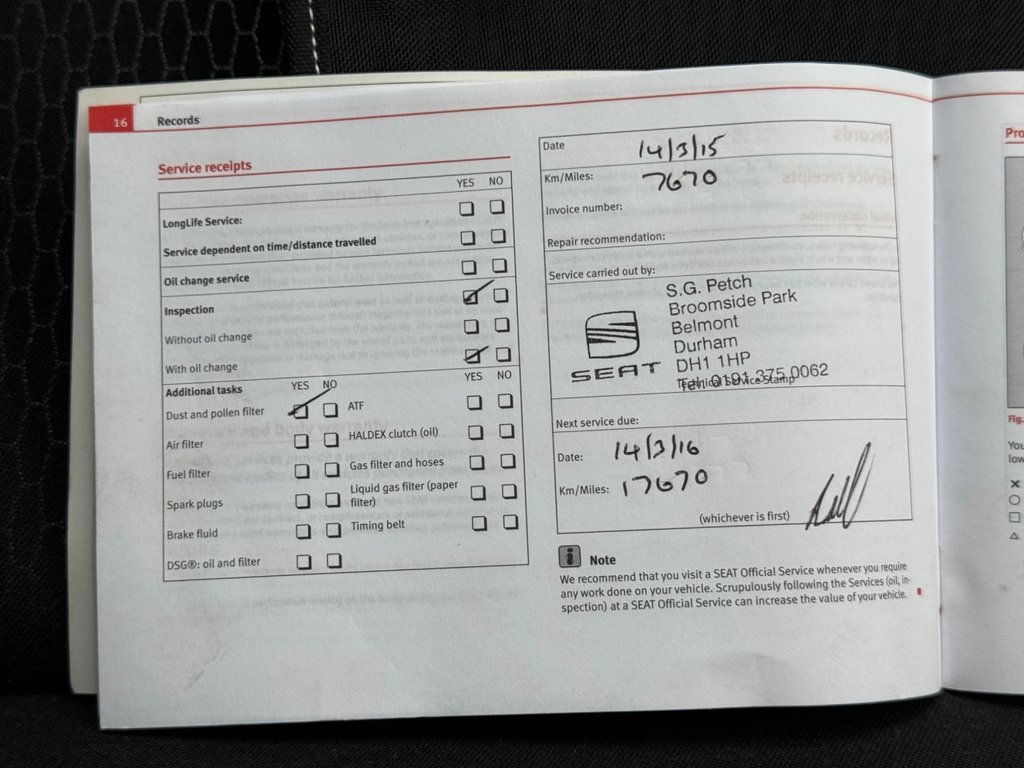 16 Records
Service receipts
YES NO
LongLife Service:
Service dependent on time/distance travelled
Oil change service
Inspection
Without oil change
With oil change
Additional tasks YES NO YES NO
Dust and pollen filter ATF
Air filter HALDEX clutch (oil)
Fuel filter Gas filter and hoses
Spark plugs Liquid gas filter (paper
filter)
Brake fluid Timing belt
DSG®: oil and filter
Date 14/3/15
Km/Miles: 7670
Invoice number:
Repair recommendation:
Service carried out by:
S.G. Petch
Broomside Park
Belmont
Durham
DH1 1HP
Tel: 0191 375 0062
SEAT
Technical Service Stamp
Next service due:
Date: 14/3/16
Km/Miles: 17670
(whichever is first)
i Note
We recommend that you visit a SEAT Official Service whenever you require
any work done on your vehicle. Scrupulously following the Services (oil, in-
spection) at a SEAT Official Service can increase the value of your vehicle.
Pro
Fig.
You
low